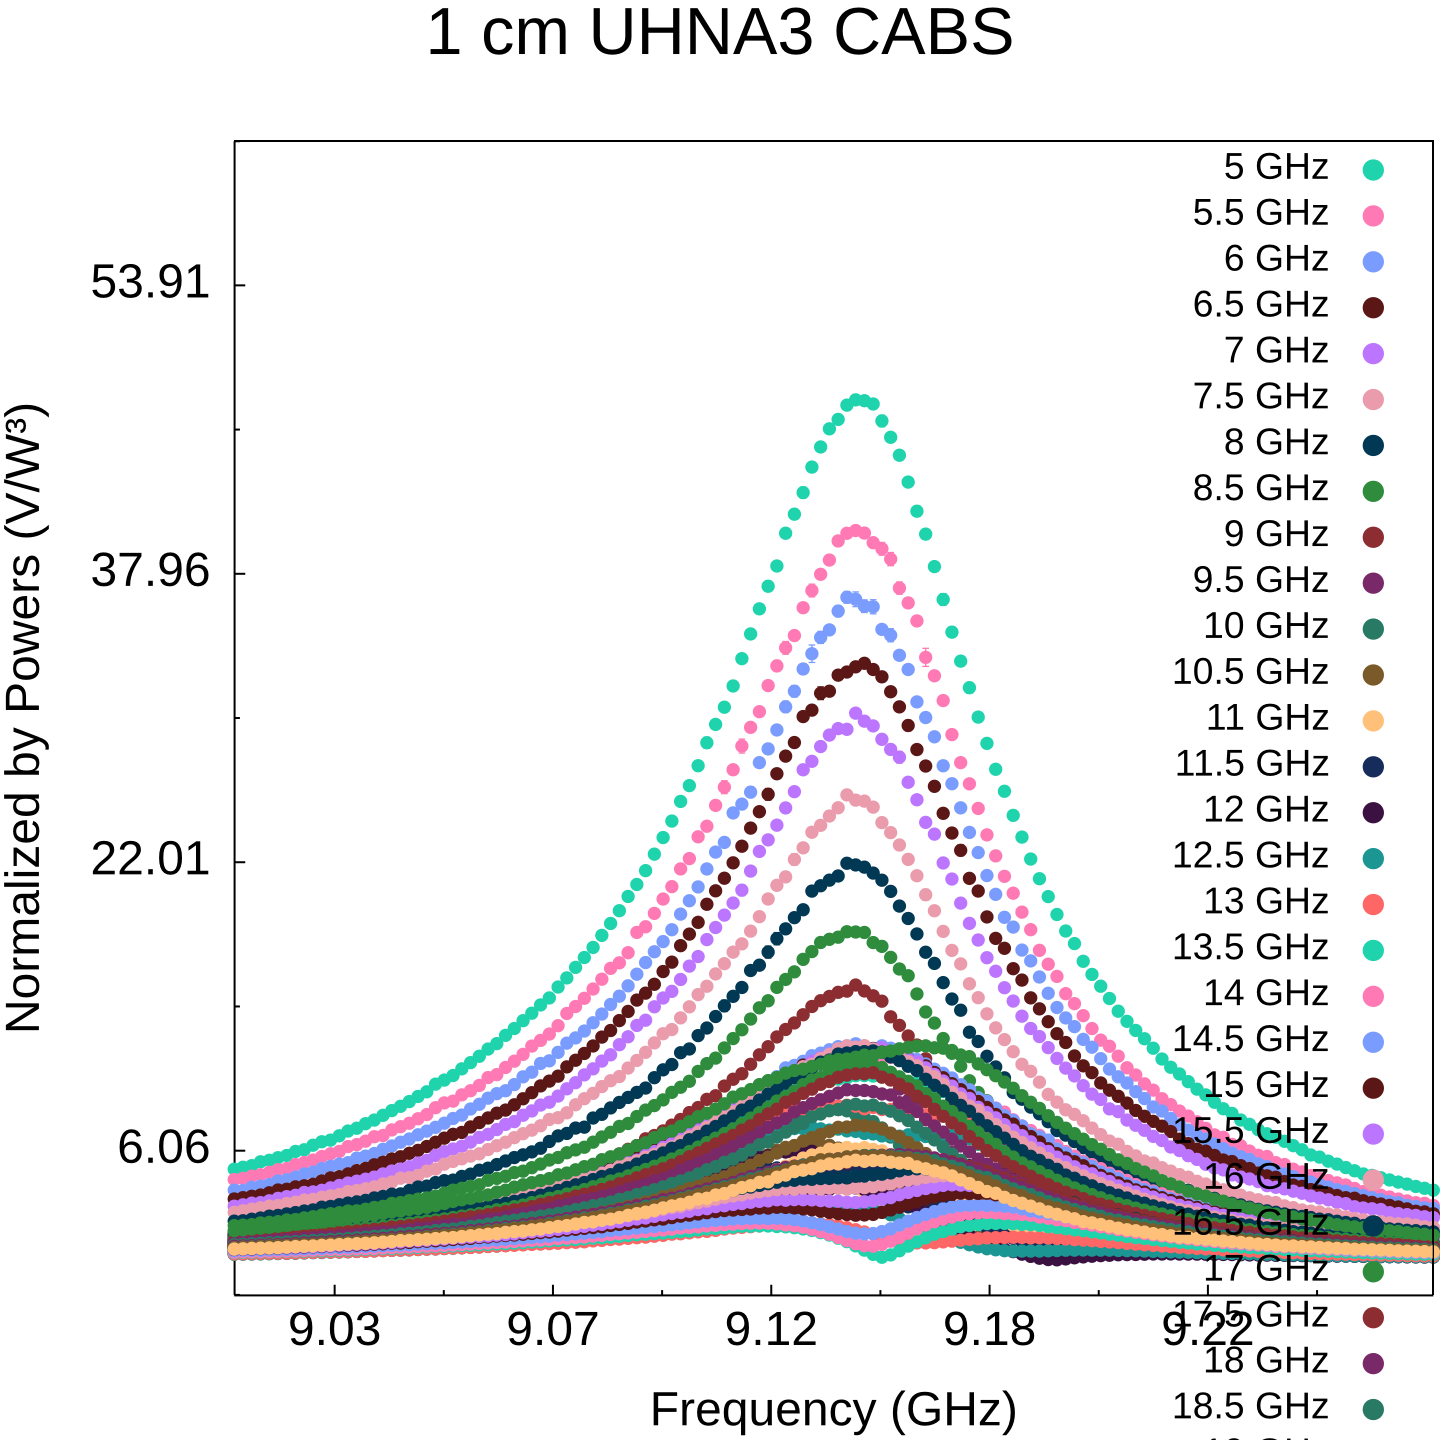 1 cm UHNA3 CABS
Normalized by Powers (V/W³)
53.91
37.96
22.01
6.06
5 GHz
5.5 GHz
6 GHz
6.5 GHz
7 GHz
7.5 GHz
8 GHz
8.5 GHz
9 GHz
9.5 GHz
10 GHz
10.5 GHz
11 GHz
11.5 GHz
12 GHz
12.5 GHz
13 GHz
13.5 GHz
14 GHz
14.5 GHz
15 GHz
15.5 GHz
16 GHz
16.5 GHz
17 GHz
17.5 GHz
18 GHz
18.5 GHz
9.03 9.07 9.12 9.18 9.22
Frequency (GHz)